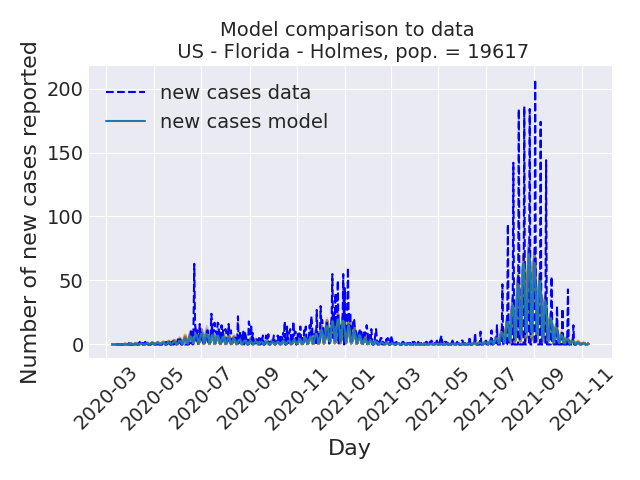 Model comparison to data
US - Florida - Holmes, pop. = 19617
Number of new cases reported
200
150
100
50
0
new cases data
new cases model
2020-03
2020-05
2020-07
2020-09
2020-11
2021-01
2021-03
2021-05
2021-07
2021-09
2021-11
Day